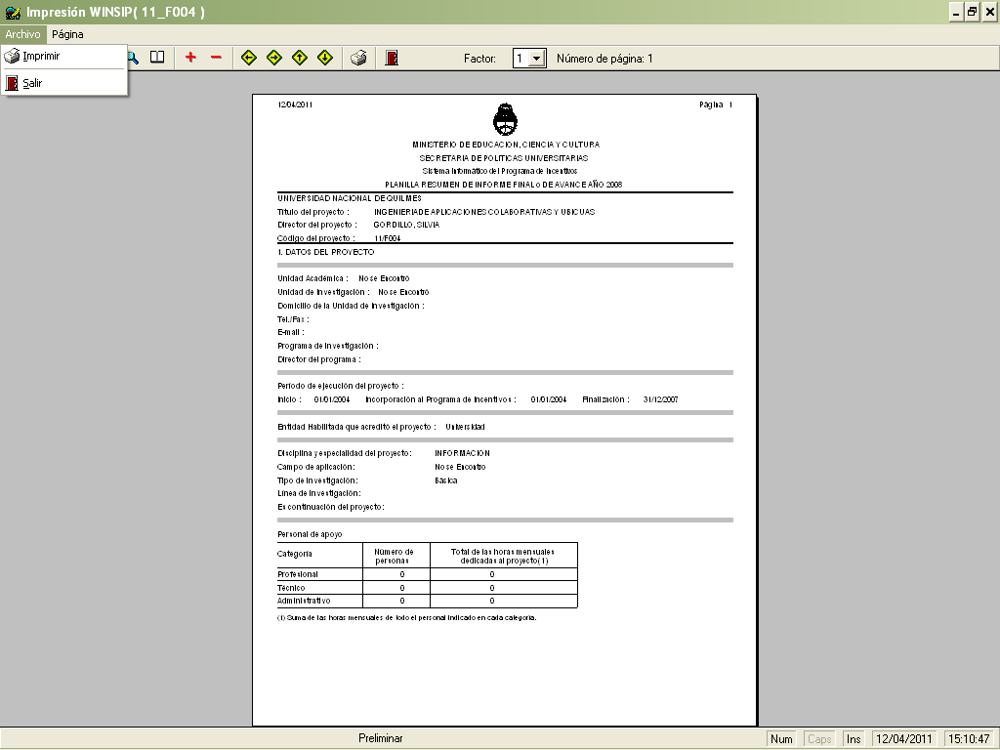 Impresión WINSIP( 11_F004 )
Archivo Página
Imprimir
Salir
Factor: 1 Número de página: 1
12/04/2011 Página 1
MINISTERIO DE EDUCACION, CIENCIA Y CULTURA
SECRETARIA DE POLITICAS UNIVERSITARIAS
Sistema Informático del Programa de Incentivos
PLANILLA RESUMEN DE INFORME FINAL o DE AVANCE AÑO 2008
UNIVERSIDAD NACIONAL DE QUILMES
Título del proyecto : INGENIERIA DE APLICACIONES COLABORATIVAS Y UBICUAS
Director del proyecto : GORDILLO, SILVIA
Código del proyecto : 11/F004
1. DATOS DEL PROYECTO
Unidad Académica : No se Encontró
Unidad de Investigación : No se Encontró
Domicilio de la Unidad de Investigación :
Tel./Fax :
E-mail :
Programa de Investigación :
Director del programa :
Período de ejecución del proyecto :
Inicio : 01/01/2004 Incorporación al Programa de Incentivos : 01/01/2004 Finalización : 31/12/2007
Entidad Habilitada que acreditó el proyecto : Universidad
Disciplina y especialidad del proyecto: INFORMACION
Campo de aplicación: No se Encontro
Tipo de investigación: Básica
Línea de investigación:
Es continuación del proyecto:
Personal de apoyo
Categoría Número de personas Total de las horas mensuales dedicadas al proyecto(1)
Profesional 0 0
Técnico 0 0
Administrativo 0 0
(1) Suma de las horas mensuales de todo el personal indicado en cada categoría.
Preliminar Num Caps Ins 12/04/2011 15:10:47